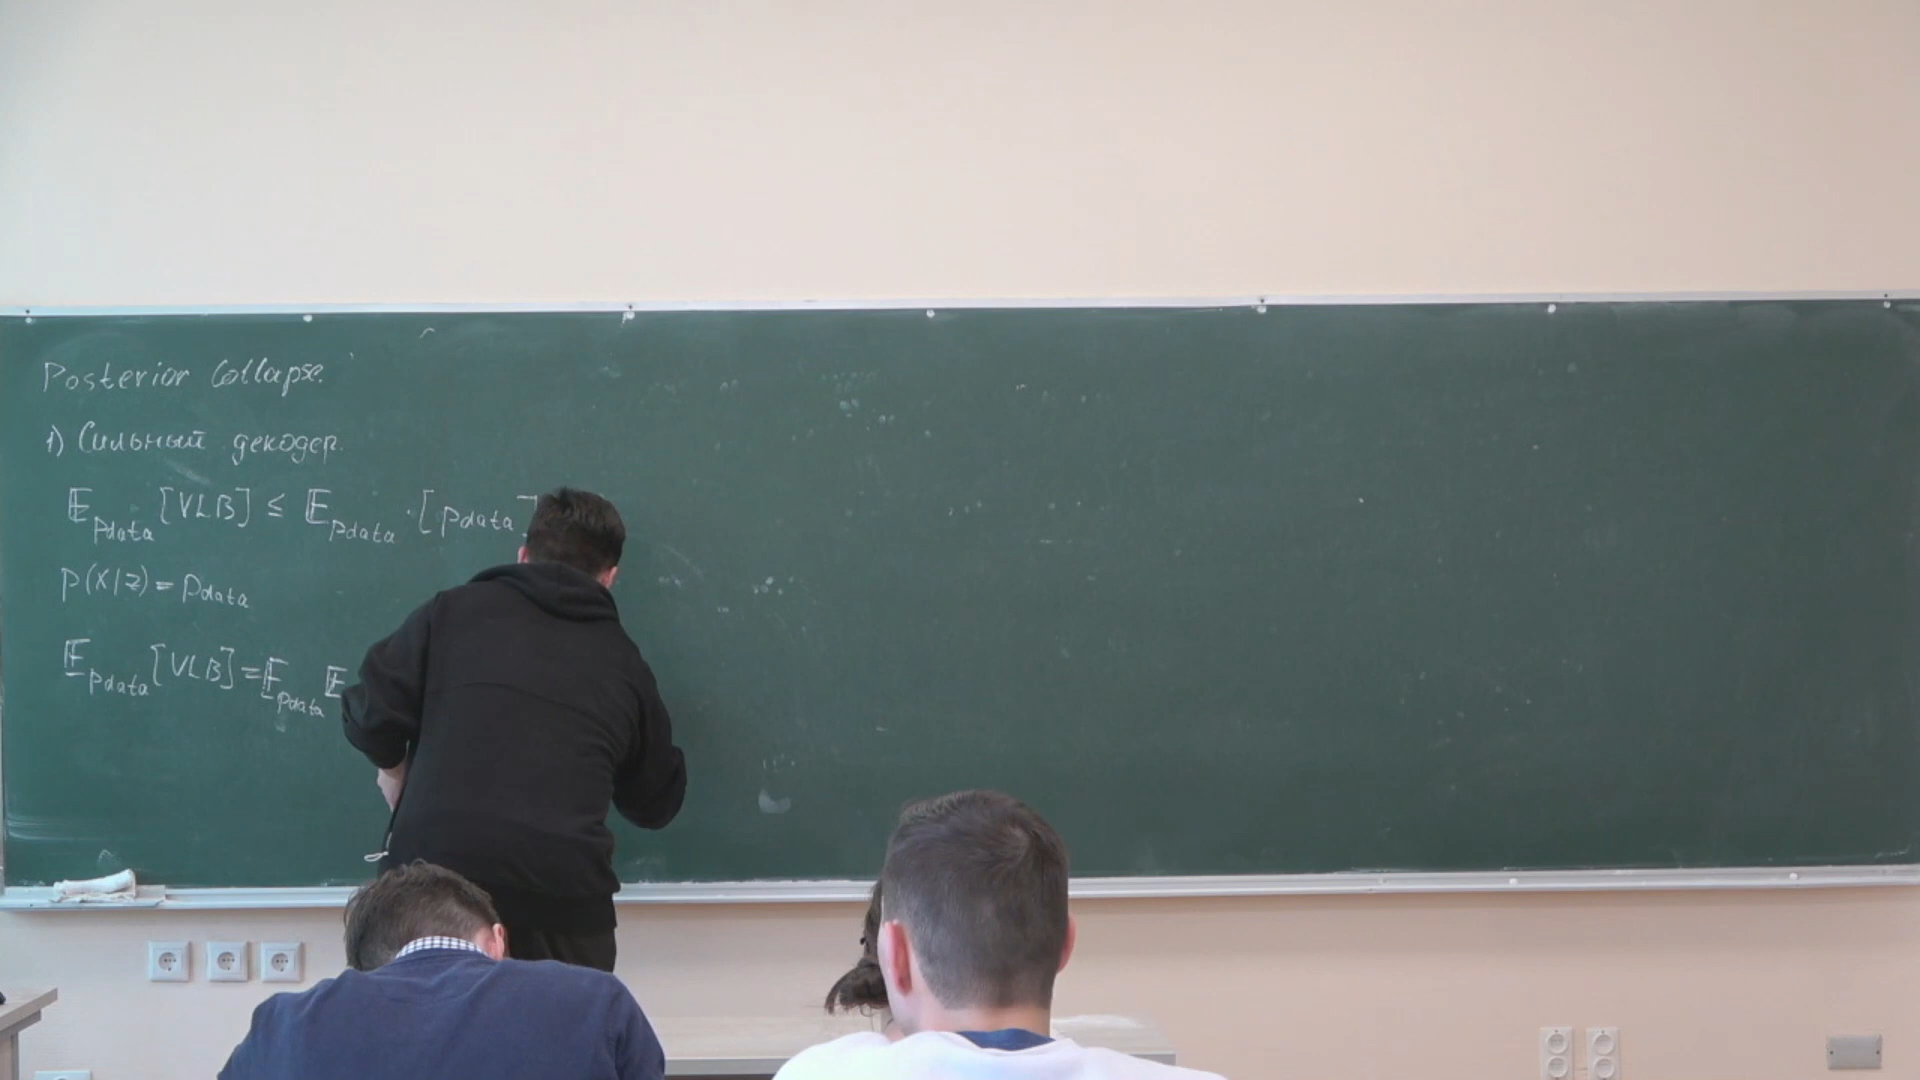 Posterior Collapse.
1) Сильный декодер.
𝔼_pdata [VLB] ≤ 𝔼_pdata · [pdata]
p(x|z) = pdata
𝔼_pdata [VLB] = 𝔼_pdata 𝔼